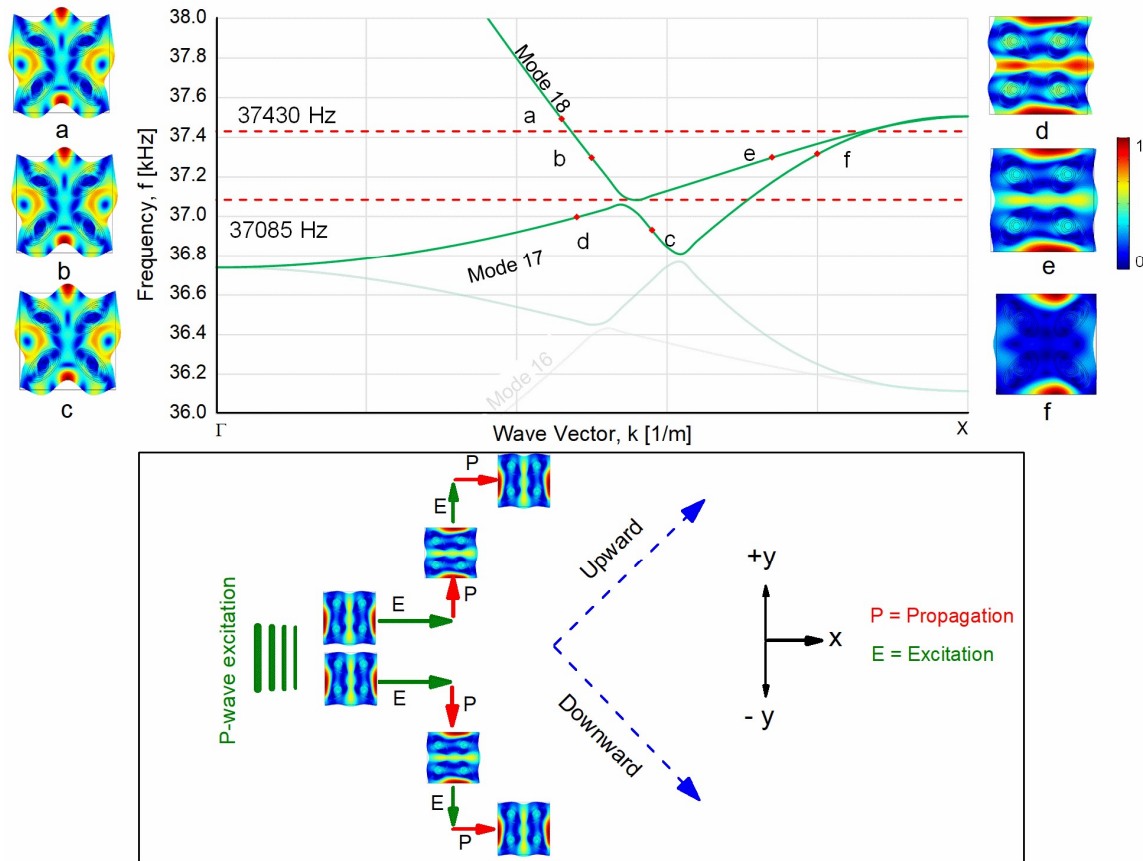 38.0
37.8
37.6
37.4
37.2
37.0
36.8
36.6
36.4
36.2
36.0
Frequency, f [kHz]
Γ
Wave Vector, k [1/m]
X
37430 Hz
37085 Hz
Mode 18
Mode 17
Mode 16
a
b
c
d
e
f
a
b
c
d
e
f
1
0
P-wave excitation
E
P
E
P
E
P
E
P
Upward
Downward
+y
x
- y
P = Propagation
E = Excitation